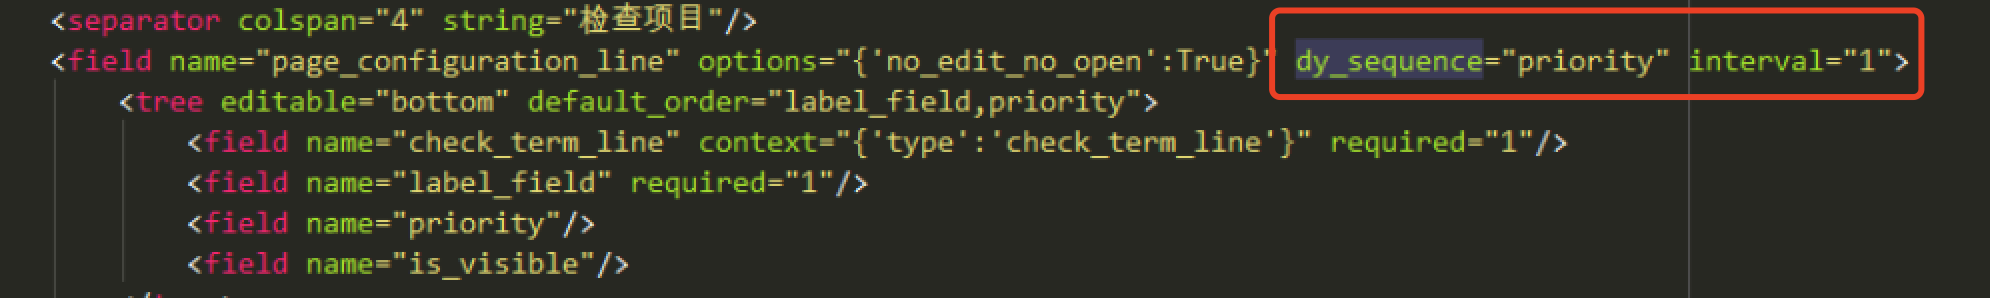 <separator colspan="4" string="检查项目"/>
<field name="page_configuration_line" options="{'no_edit_no_open':True}" dy_sequence="priority" interval="1">
<tree editable="bottom" default_order="label_field,priority">
<field name="check_term_line" context="{'type':'check_term_line'}" required="1"/>
<field name="label_field" required="1"/>
<field name="priority"/>
<field name="is_visible"/>